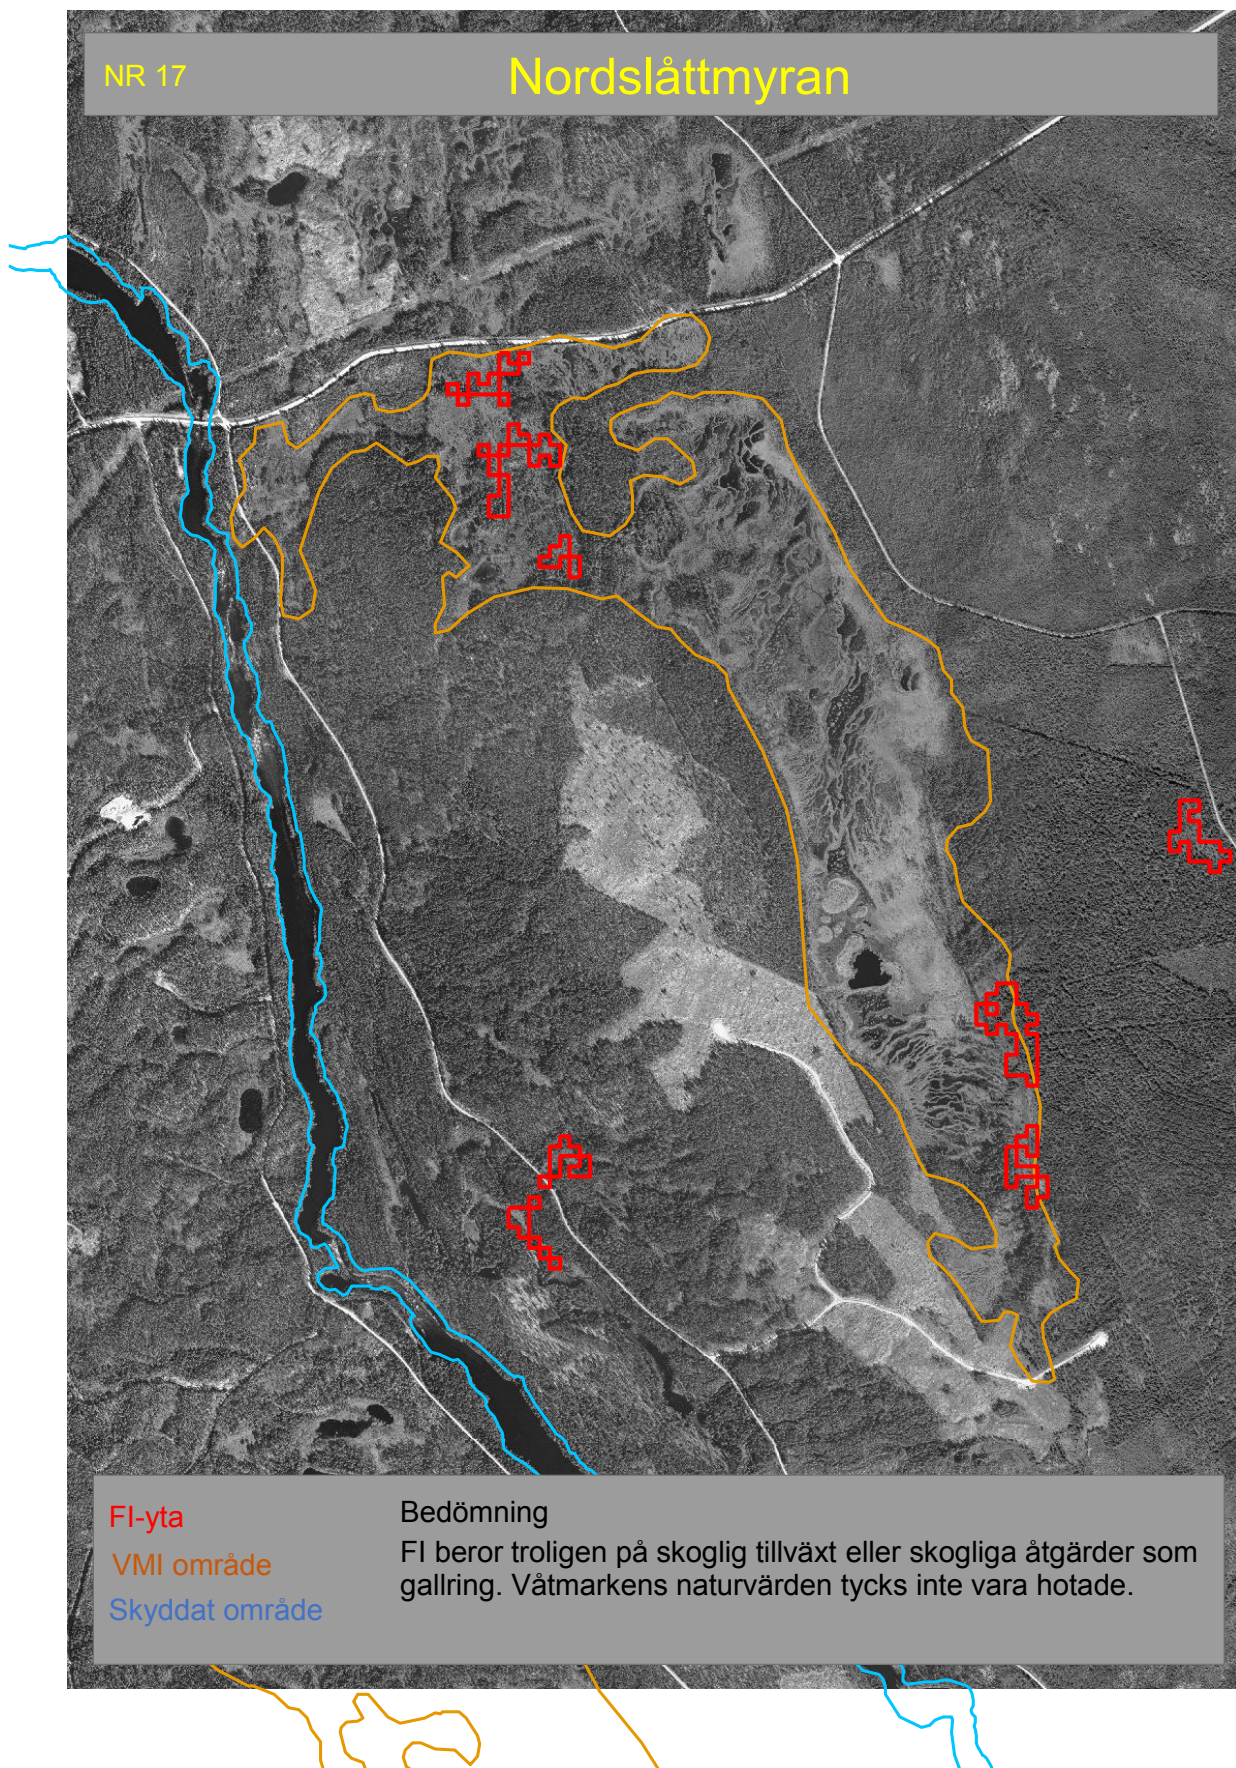 NR 17
Nordslåttmyran
FI-yta
VMI område
Skyddat område
Bedömning
FI beror troligen på skoglig tillväxt eller skogliga åtgärder som
gallring. Våtmarkens naturvärden tycks inte vara hotade.